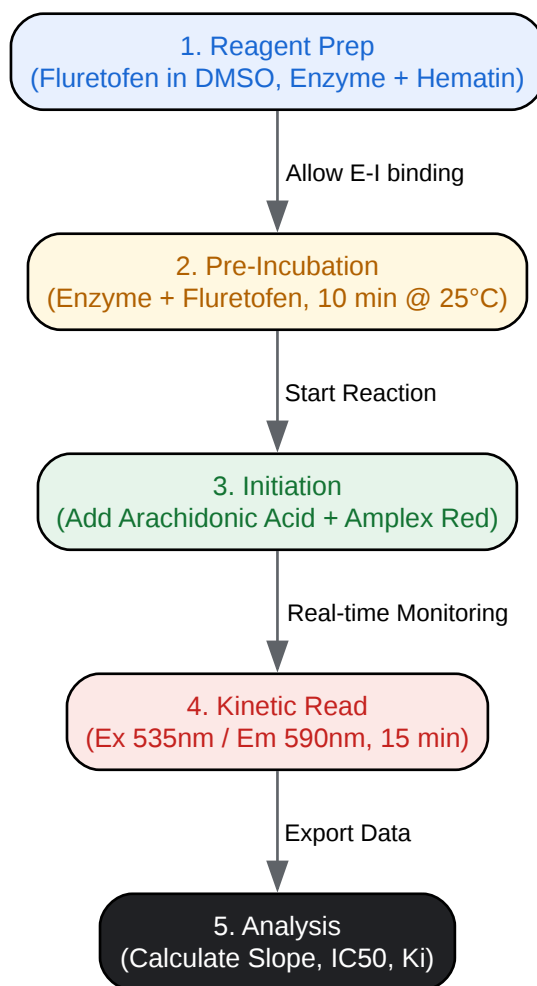 1. Reagent Prep
(Fluretofen in DMSO, Enzyme + Hematin)
Allow E-I binding
2. Pre-Incubation
(Enzyme + Fluretofen, 10 min @ 25°C)
Start Reaction
3. Initiation
(Add Arachidonic Acid + Amplex Red)
Real-time Monitoring
4. Kinetic Read
(Ex 535nm / Em 590nm, 15 min)
Export Data
5. Analysis
(Calculate Slope, IC50, Ki)